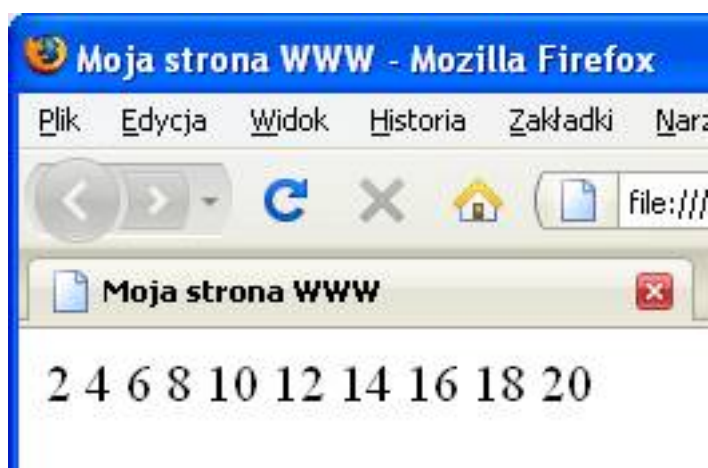 Moja strona WWW - Mozilla Firefox
Plik Edycja Widok Historia Zakładki
file:///
Moja strona WWW
2 4 6 8 10 12 14 16 18 20